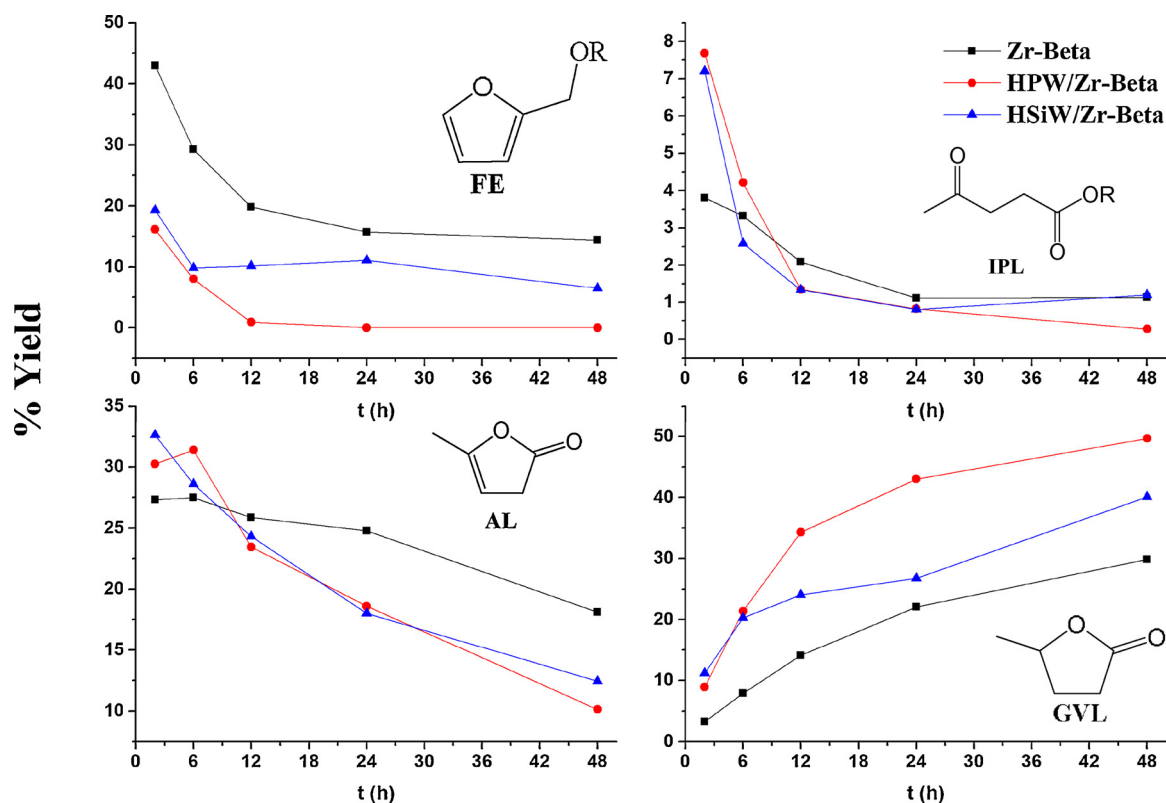 % Yield
50
40
30
20
10
0
OR
O
FE
0 6 12 18 24 30 36 42 48
t (h)
8
7
6
5
4
3
2
1
0
Zr-Beta
HPW/Zr-Beta
HSiW/Zr-Beta
O
OR
O
IPL
0 6 12 18 24 30 36 42 48
t (h)
35
30
25
20
15
10
O
O
AL
0 6 12 18 24 30 36 42 48
t (h)
50
40
30
20
10
0
O
O
GVL
0 6 12 18 24 30 36 42 48
t (h)